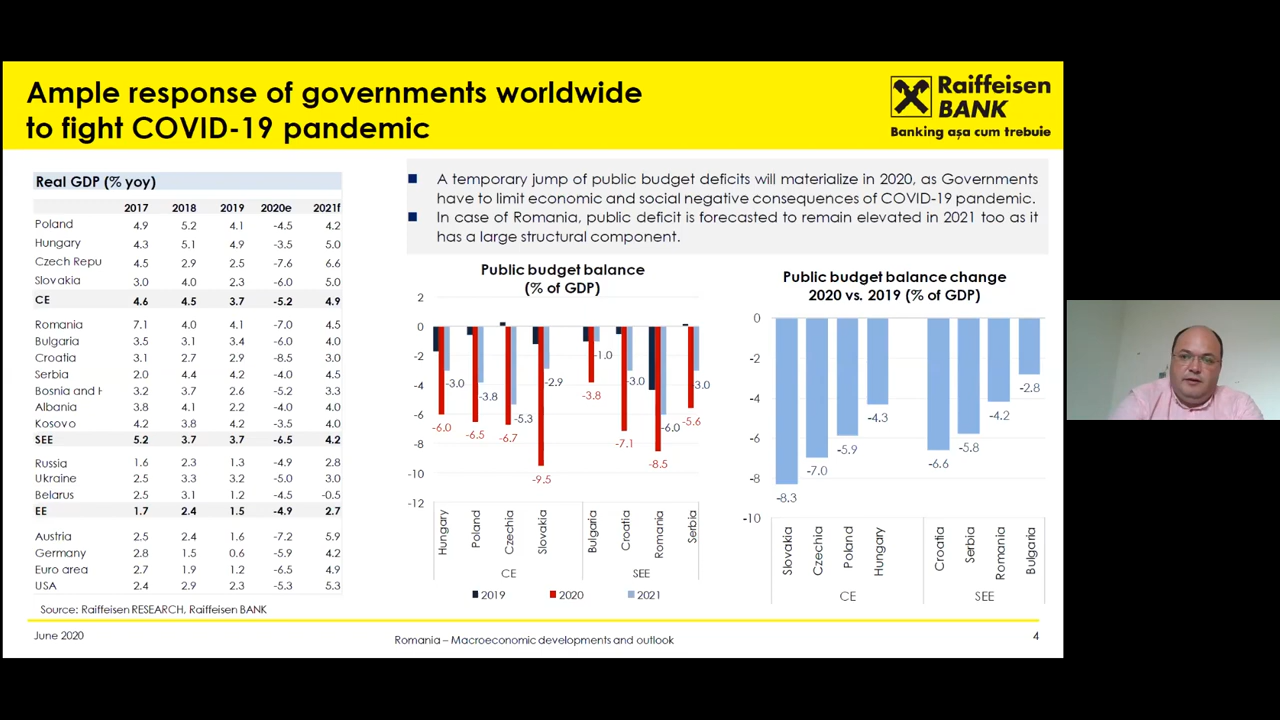 Ample response of governments worldwide
to fight COVID-19 pandemic
Raiffeisen
BANK
Banking așa cum trebuie
Real GDP (% yoy)
2017 2018 2019 2020e 2021f
Poland 4.9 5.2 4.1 -4.5 4.2
Hungary 4.3 5.1 4.9 -3.5 5.0
Czech Repu 4.5 2.9 2.5 -7.6 6.6
Slovakia 3.0 4.0 2.3 -6.0 5.0
CE 4.6 4.5 3.7 -5.2 4.9
Romania 7.1 4.0 4.1 -7.0 4.5
Bulgaria 3.5 3.1 3.4 -6.0 4.0
Croatia 3.1 2.7 2.9 -8.5 3.0
Serbia 2.0 4.4 4.2 -4.0 4.5
Bosnia and H 3.2 3.7 2.6 -5.2 3.3
Albania 3.8 4.1 2.2 -4.0 4.0
Kosovo 4.2 3.8 4.2 -3.5 4.0
SEE 5.2 3.7 3.7 -6.5 4.2
Russia 1.6 2.3 1.3 -4.9 2.8
Ukraine 2.5 3.3 3.2 -5.0 3.0
Belarus 2.5 3.1 1.2 -4.5 -0.5
EE 1.7 2.4 1.5 -4.9 2.7
Austria 2.5 2.4 1.6 -7.2 5.9
Germany 2.8 1.5 0.6 -5.9 4.2
Euro area 2.7 1.9 1.2 -6.5 4.9
USA 2.4 2.9 2.3 -5.3 5.3
Source: Raiffeisen RESEARCH, Raiffeisen BANK
A temporary jump of public budget deficits will materialize in 2020, as Governments
have to limit economic and social negative consequences of COVID-19 pandemic.
In case of Romania, public deficit is forecasted to remain elevated in 2021 too as it
has a large structural component.
Public budget balance
(% of GDP)
2
0
-2
-4
-6
-8
-10
-12
-3.0 -3.8 -5.3 -2.9 -1.0 -3.0 -6.0 -3.0
-6.0 -6.5 -6.7 -9.5 -3.8 -7.1 -8.5 -5.6
Hungary Poland Czechia Slovakia Bulgaria Croatia Romania Serbia
CE SEE
2019 2020 2021
Public budget balance change
2020 vs. 2019 (% of GDP)
0
-2
-4
-6
-8
-10
-8.3 -7.0 -5.9 -4.3 -6.6 -5.8 -4.2 -2.8
Slovakia Czechia Poland Hungary Croatia Serbia Romania Bulgaria
CE SEE
June 2020
Romania – Macroeconomic developments and outlook
4